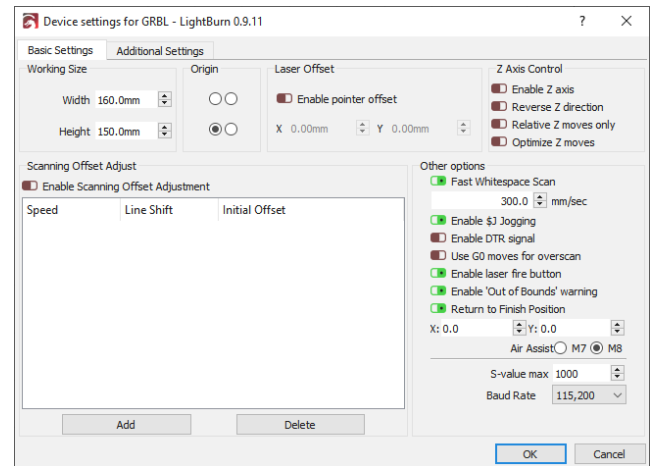 Device settings for GRBL - LightBurn 0.9.11
Basic Settings
Additional Settings
Working Size
Width 160.0mm
Height 150.0mm
Origin
Laser Offset
Enable pointer offset
X 0.00mm Y 0.00mm
Z Axis Control
Enable Z axis
Reverse Z direction
Relative Z moves only
Optimize Z moves
Scanning Offset Adjust
Enable Scanning Offset Adjustment
Speed Line Shift Initial Offset
Add Delete
Other options
Fast Whitespace Scan
300.0 mm/sec
Enable $J Jogging
Enable DTR signal
Use G0 moves for overscan
Enable laser fire button
Enable 'Out of Bounds' warning
Return to Finish Position
X: 0.0 Y: 0.0
Air Assist M7 M8
S-value max 1000
Baud Rate 115,200
OK Cancel